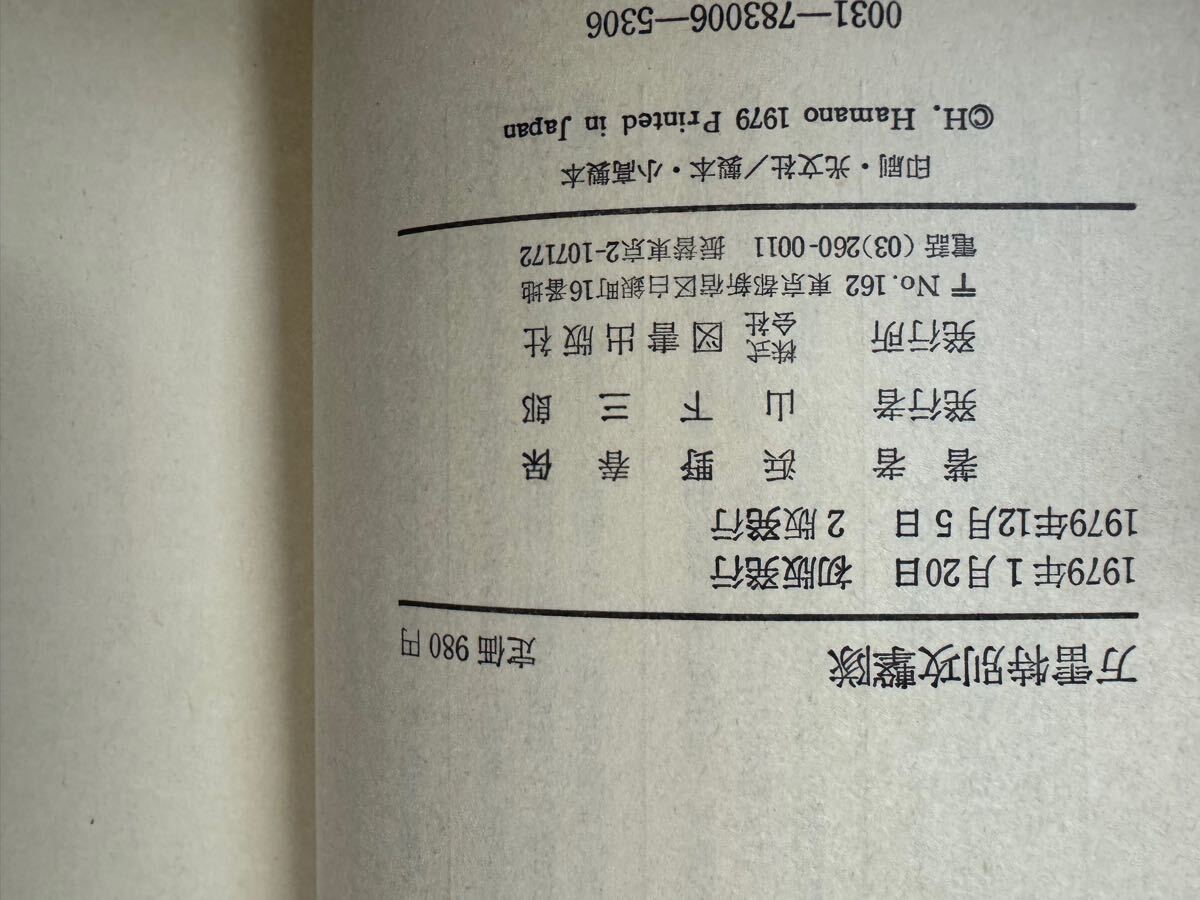 万雷特別攻撃隊 定価 980 円
1979年 1 月 20 日 初版発行
1979年12月 5 日 2 版発行
著者 浜野春保
発行者 山下三郎
発行所 株式会社 図書出版社
〒 No. 162 東京都新宿区白銀町16番地
電話 (03)260-0011 振替東京2-107172
印刷・光文社/製本・小高製本
©H. Hamano 1979 Printed in Japan
0031—783006—5306